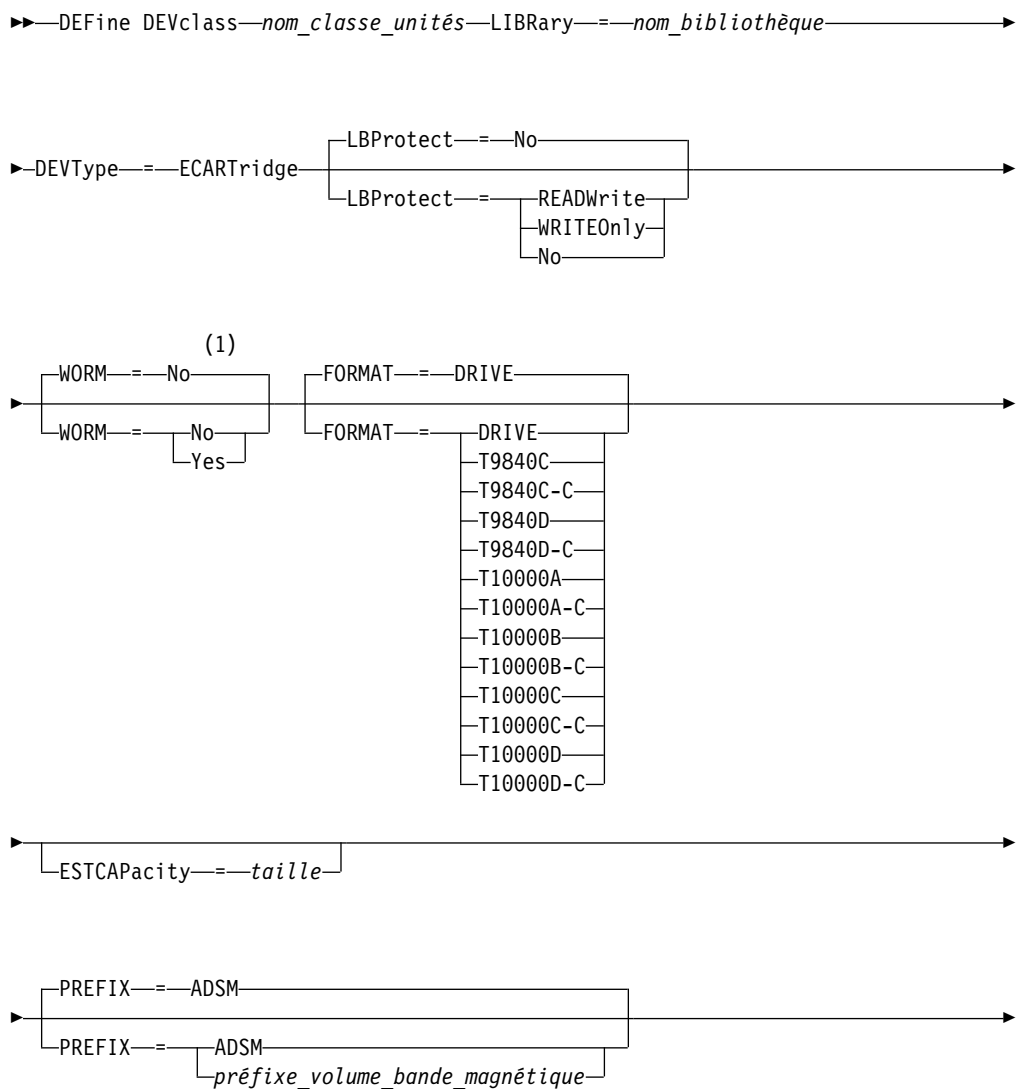 DEFine DEVclass nom_classe_unités LIBRary = nom_bibliothèque
LBProtect = No
DEVType = ECARTridge
LBProtect = READWrite
WRITEOnly
No
(1)
WORM = No FORMAT = DRIVE
WORM = No FORMAT = DRIVE
Yes T9840C
T9840C-C
T9840D
T9840D-C
T10000A
T10000A-C
T10000B
T10000B-C
T10000C
T10000C-C
T10000D
T10000D-C
ESTCAPacity = taille
PREFIX = ADSM
PREFIX = ADSM
préfixe_volume_bande_magnétique